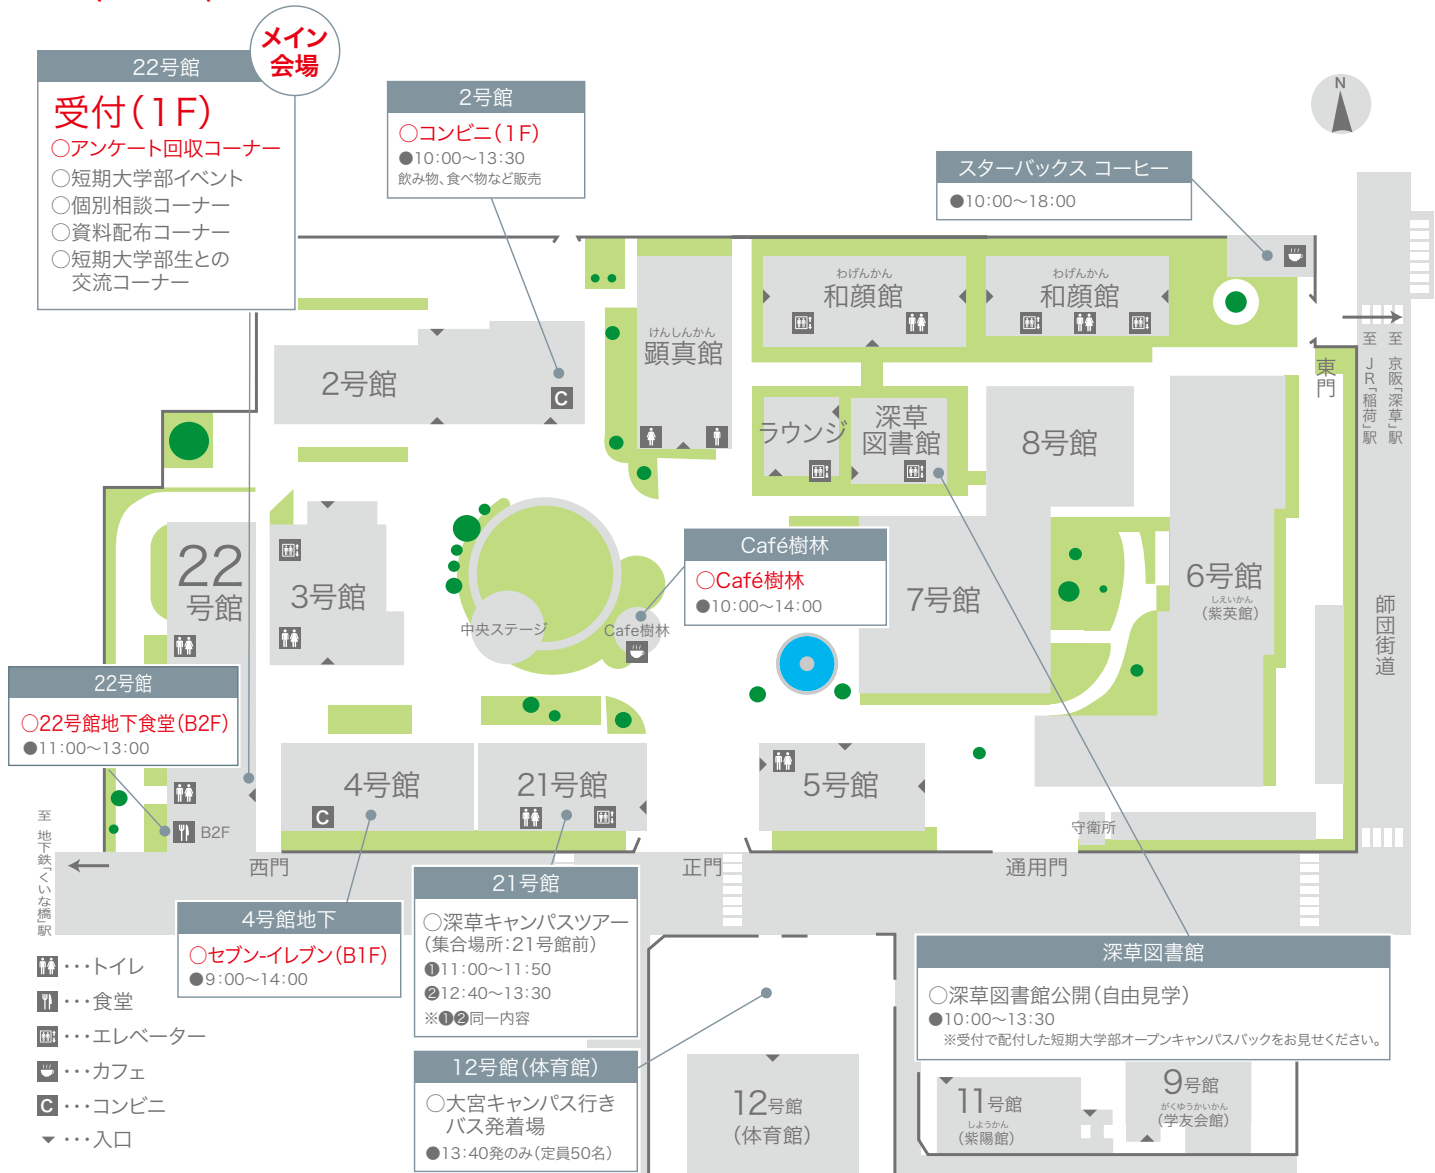 メイン
会場
22号館
受付(1F)
○アンケート回収コーナー
○短期大学部イベント
○個別相談コーナー
○資料配布コーナー
○短期大学部生との
交流コーナー
2号館
○コンビニ(1F)
●10:00〜13:30
飲み物、食べ物など販売
スターバックス コーヒー
●10:00〜18:00
N
わげんかん
和顔館
わげんかん
和顔館
けんしんかん
顕真館
2号館
C
ラウンジ
深草
図書館
8号館
東門
至 JR「稲荷」駅
至 京阪「深草」駅
22
号館
3号館
中央ステージ
Cafe樹林
Café樹林
○Café樹林
●10:00〜14:00
7号館
6号館
しえいかん
(紫英館)
師団街道
22号館
○22号館地下食堂(B2F)
●11:00〜13:00
4号館
C
21号館
5号館
B2F
守衛所
至 地下鉄「くいな橋」駅
西門
正門
通用門
4号館地下
○セブン-イレブン(B1F)
●9:00〜14:00
21号館
○深草キャンパスツアー
(集合場所:21号館前)
❶11:00〜11:50
❷12:40〜13:30
※❶❷同一内容
深草図書館
○深草図書館公開(自由見学)
●10:00〜13:30
※受付で配付した短期大学部オープンキャンパスバックをお見せください。
12号館(体育館)
○大宮キャンパス行き
バス発着場
●13:40発のみ(定員50名)
12号館
(体育館)
11号館
しようかん
(紫陽館)
9号館
がくゆうかいかん
(学友会館)
・・・トイレ
・・・食堂
・・・エレベーター
・・・カフェ
C・・・コンビニ
▼・・・入口